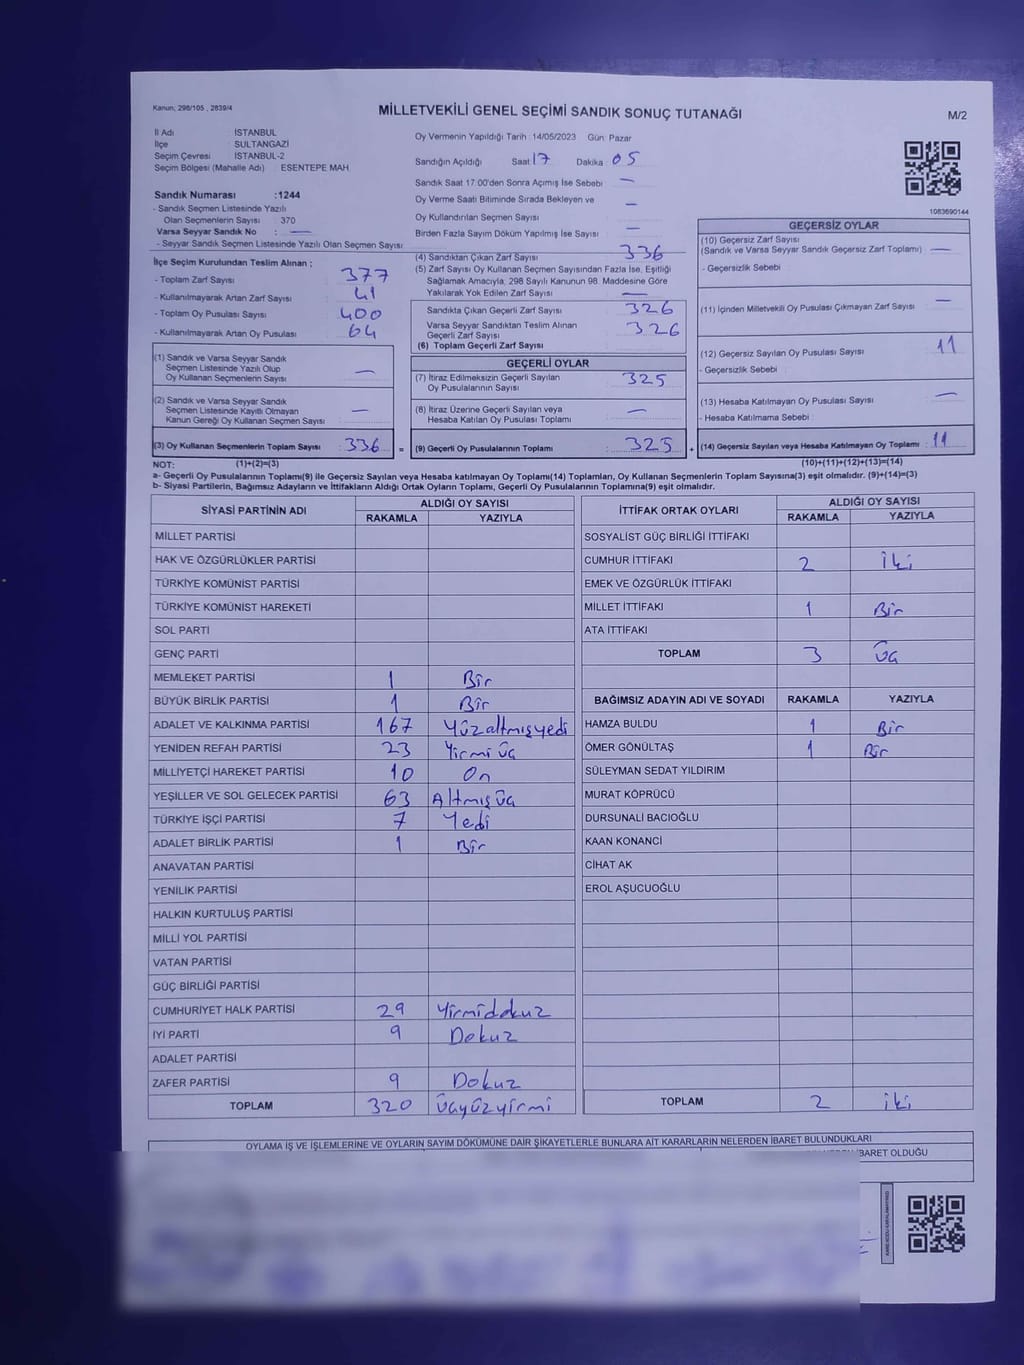 Kanun, 298/105 , 2839/4
MİLLETVEKİLİ GENEL SEÇİMİ SANDIK SONUÇ TUTANAĞI
M/2
İl Adı İSTANBUL
İlçe : SULTANGAZİ
Seçim Çevresi : İSTANBUL-2
Seçim Bölgesi (Mahalle Adı) : ESENTEPE MAH.
Sandık Numarası :1244
- Sandık Seçmen Listesinde Yazılı
Olan Seçmenlerin Sayısı : 370
Varsa Seyyar Sandık No : —
- Seyyar Sandık Seçmen Listesinde Yazılı Olan Seçmen Sayısı:
Oy Vermenin Yapıldığı Tarih :14/05/2023 Gün: Pazar
Sandığın Açıldığı Saat: 17 Dakika: 05
Sandık Saat 17:00'den Sonra Açımış İse Sebebi : —
Oy Verme Saati Bitiminde Sırada Bekleyen ve
Oy Kullandırılan Seçmen Sayısı : —
Birden Fazla Sayım Döküm Yapılmış İse Sayısı : —
1083690144
İlçe Seçim Kurulundan Teslim Alınan ;
- Toplam Zarf Sayısı : 377
- Kullanılmayarak Artan Zarf Sayısı : 41
- Toplam Oy Pusulası Sayısı : 400
- Kullanılmayarak Artan Oy Pusulası : 64
(1) Sandık ve Varsa Seyyar Sandık
Seçmen Listesinde Yazılı Olup
Oy Kullanan Seçmenlerin Sayısı : —
(2) Sandık ve Varsa Seyyar Sandık
Seçmen Listesinde Kayıtlı Olmayan
Kanun Gereği Oy Kullanan Seçmen Sayısı : —
(3) Oy Kullanan Seçmenlerin Toplam Sayısı : 336
(4) Sandıktan Çıkan Zarf Sayısı : 336
(5) Zarf Sayısı Oy Kullanan Seçmen Sayısından Fazla İse, Eşitliği
Sağlamak Amacıyla, 298 Sayılı Kanunun 98. Maddesine Göre
Yakılarak Yok Edilen Zarf Sayısı : —
Sandıkta Çıkan Geçerli Zarf Sayısı : 326
Varsa Seyyar Sandıktan Teslim Alınan
Geçerli Zarf Sayısı : 326
(6) Toplam Geçerli Zarf Sayısı :
GEÇERLİ OYLAR
(7) İtiraz Edilmeksizin Geçerli Sayılan
Oy Pusulalarının Sayısı : 325
(8) İtiraz Üzerine Geçerli Sayılan veya
Hesaba Katılan Oy Pusulaları Toplamı : —
= (9) Geçerli Oy Pusulalarının Toplamı : 325
GEÇERSİZ OYLAR
(10) Geçersiz Zarf Sayısı
(Sandık ve Varsa Seyyar Sandık Geçersiz Zarf Toplamı) : —
- Geçersizlik Sebebi :
(11) İçinden Milletvekili Oy Pusulası Çıkmayan Zarf Sayısı : —
(12) Geçersiz Sayılan Oy Pusulası Sayısı : 11
- Geçersizlik Sebebi :
(13) Hesaba Katılmayan Oy Pusulası Sayısı : —
- Hesaba Katılmama Sebebi :
+ (14) Geçersiz Sayılan veya Hesaba Katılmayan Oy Toplamı : 11
NOT: (1)+(2)=(3) (10)+(11)+(12)+(13)=(14)
a- Geçerli Oy Pusulalarının Toplamı(9) ile Geçersiz Sayılan veya Hesaba katılmayan Oy Toplamı(14) Toplamları, Oy Kullanan Seçmenlerin Toplam Sayısına(3) eşit olmalıdır. (9)+(14)=(3)
b- Siyasi Partilerin, Bağımsız Adayların ve İttifakların Aldığı Ortak Oyların Toplamı, Geçerli Oy Pusulalarının Toplamına(9) eşit olmalıdır.
SİYASİ PARTİNİN ADI ALDIĞI OY SAYISI
RAKAMLA YAZIYLA
MİLLET PARTİSİ
HAK VE ÖZGÜRLÜKLER PARTİSİ
TÜRKİYE KOMÜNİST PARTİSİ
TÜRKİYE KOMÜNİST HAREKETİ
SOL PARTİ
GENÇ PARTİ
MEMLEKET PARTİSİ 1 Bir
BÜYÜK BİRLİK PARTİSİ 1 Bir
ADALET VE KALKINMA PARTİSİ 167 Yüzaltmışyedi
YENİDEN REFAH PARTİSİ 23 Yirmi üç
MİLLİYETÇİ HAREKET PARTİSİ 10 On
YEŞİLLER VE SOL GELECEK PARTİSİ 63 Altmış üç
TÜRKİYE İŞÇİ PARTİSİ 7 Yedi
ADALET BİRLİK PARTİSİ 1 Bir
ANAVATAN PARTİSİ
YENİLİK PARTİSİ
HALKIN KURTULUŞ PARTİSİ
MİLLİ YOL PARTİSİ
VATAN PARTİSİ
GÜÇ BİRLİĞİ PARTİSİ
CUMHURİYET HALK PARTİSİ 29 Yirmidokuz
İYİ PARTİ 9 Dokuz
ADALET PARTİSİ
ZAFER PARTİSİ 9 Dokuz
TOPLAM 320 Üçyüzyirmi
İTTİFAK ORTAK OYLARI ALDIĞI OY SAYISI
RAKAMLA YAZIYLA
SOSYALİST GÜÇ BİRLİĞİ İTTİFAKI
CUMHUR İTTİFAKI 2 İki
EMEK VE ÖZGÜRLÜK İTTİFAKI
MİLLET İTTİFAKI 1 Bir
ATA İTTİFAKI
TOPLAM 3 Üç
BAĞIMSIZ ADAYIN ADI VE SOYADI RAKAMLA YAZIYLA
HAMZA BULDU 1 Bir
ÖMER GÖNÜLTAŞ 1 Bir
SÜLEYMAN SEDAT YILDIRIM
MURAT KÖPRÜCÜ
DURSUNALİ BACIOĞLU
KAAN KONANCİ
CİHAT AK
EROL AŞUCUOĞLU
TOPLAM 2 iki
OYLAMA İŞ VE İŞLEMLERİNE VE OYLARIN SAYIM DÖKÜMÜNE DAİR ŞİKAYETLERLE BUNLARA AİT KARARLARIN NELERDEN İBARET BULUNDUKLARI
İBARET OLDUĞU